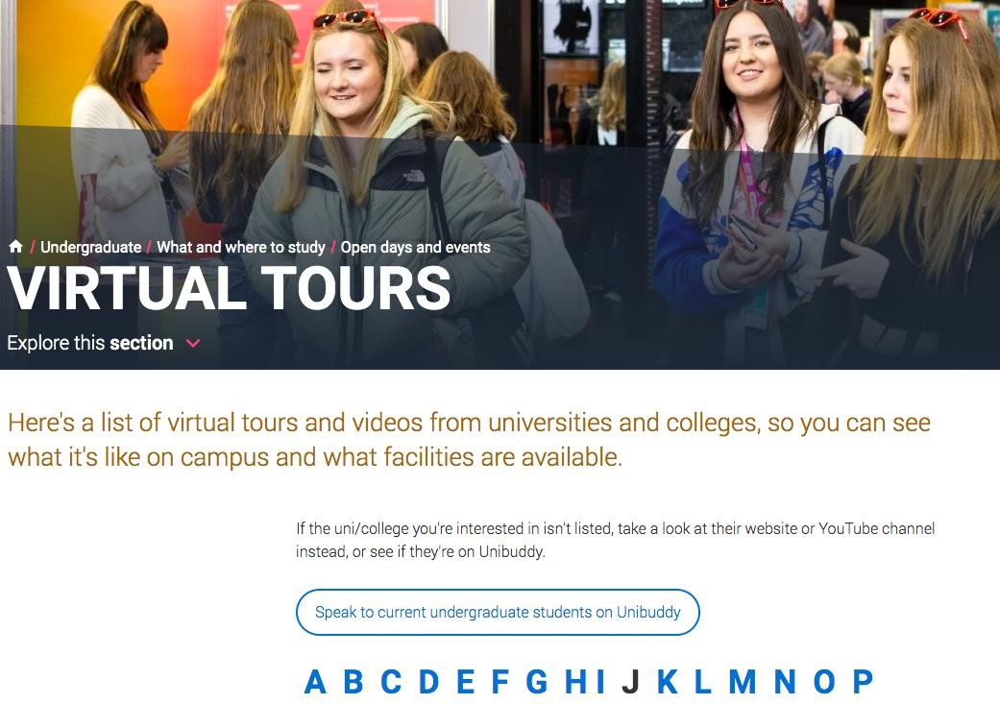 THE NORTH FACE
Undergraduate / What and where to study / Open days and events
VIRTUAL TOURS
Explore this section
Here's a list of virtual tours and videos from universities and colleges, so you can see
what it's like on campus and what facilities are available.
If the uni/college you're interested in isn't listed, take a look at their website or YouTube channel
instead, or see if they're on Unibuddy.
Speak to current undergraduate students on Unibuddy
A B C D E F G H I J K L M N O P